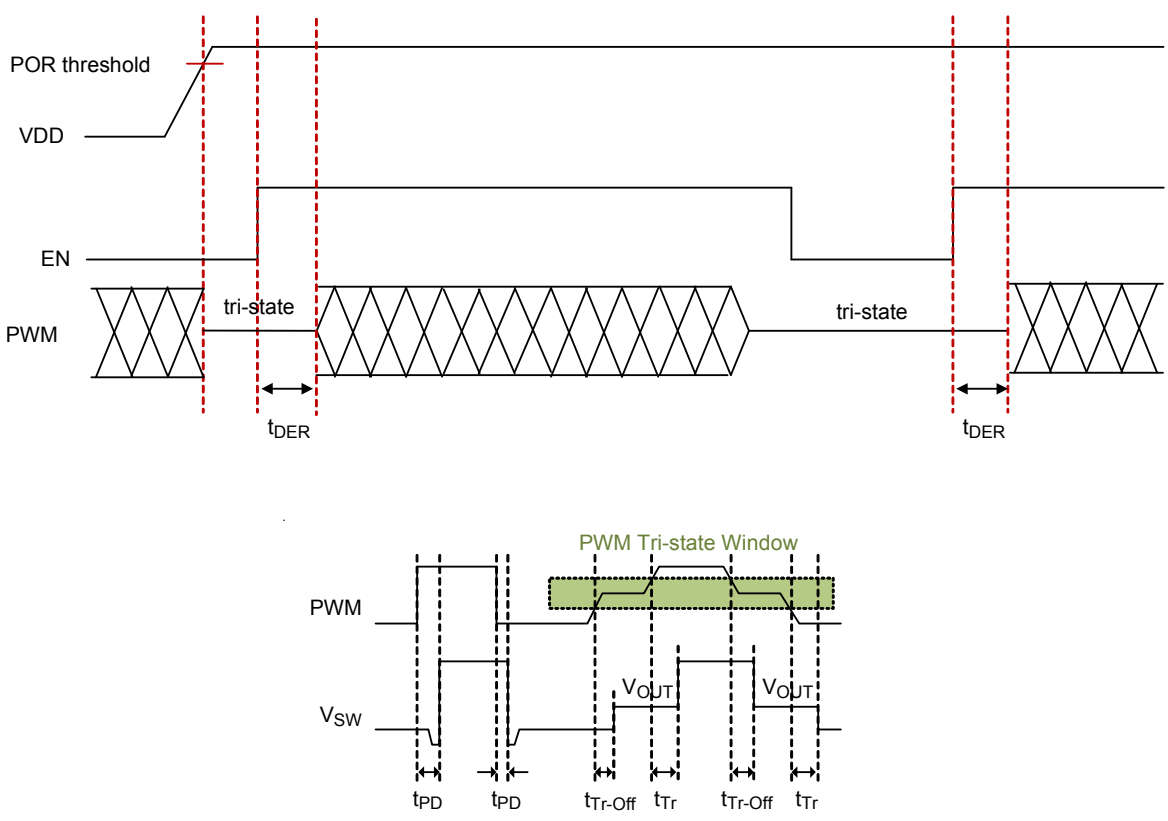 POR threshold
VDD
EN
tri-state
tri-state
PWM
tDER
tDER
PWM Tri-state Window
PWM
VOUT
VOUT
VSW
tPD
tPD
tTr-Off
tTr
tTr-Off
tTr